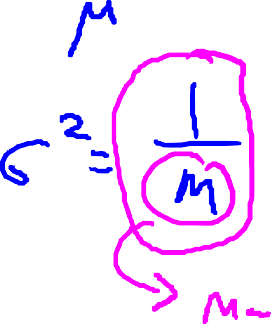 μ
σ² = 1/M
M-